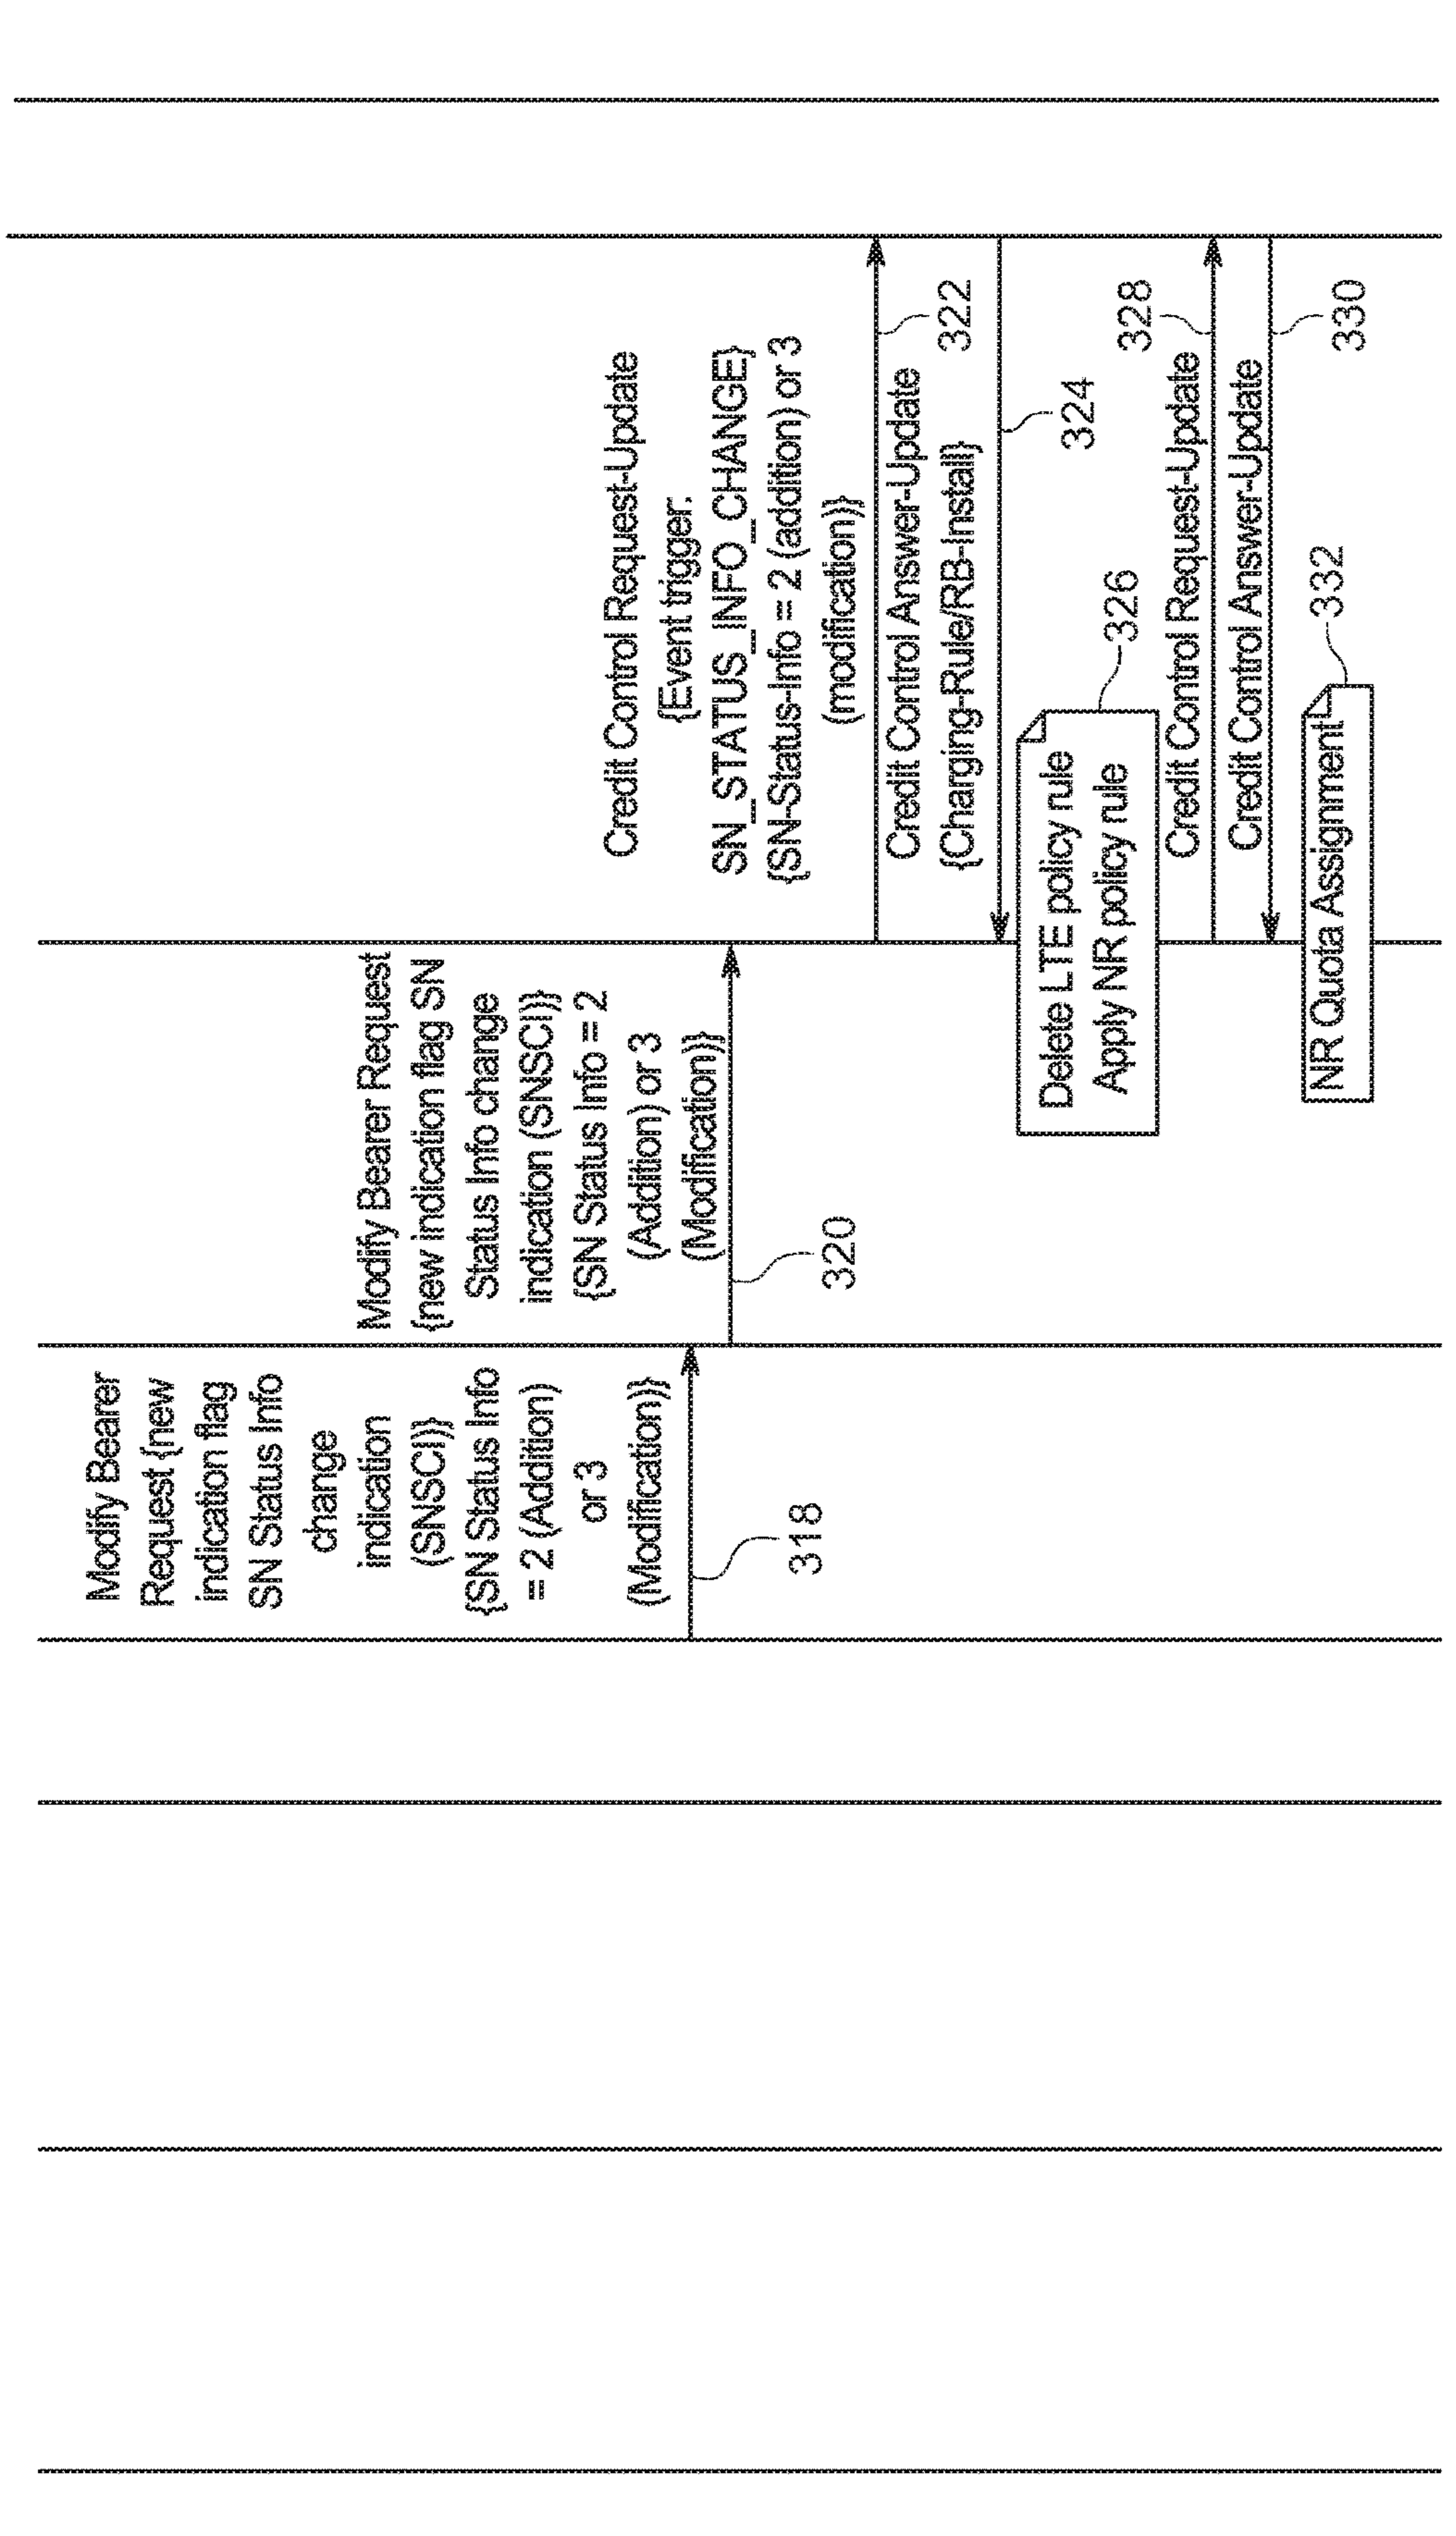 Modify Bearer
Request {new
indication flag
SN Status Info
change
indication
(SNSCI)}
{SN Status Info
= 2 (Addition)
or 3
(Modification)}
318
Modify Bearer Request
{new indication flag SN
Status Info change
indication (SNSCI)}
{SN Status Info = 2
(Addition) or 3
(Modification)}
320
Credit Control Request-Update
{Event trigger:
SN_STATUS_INFO_CHANGE}
{SN-Status-Info = 2 (addition) or 3
(modification)}
322
Credit Control Answer-Update
{Charging-Rule/RB-Install}
324
Delete LTE policy rule
Apply NR policy rule
326
Credit Control Request-Update
328
Credit Control Answer-Update
330
NR Quota Assignment
332